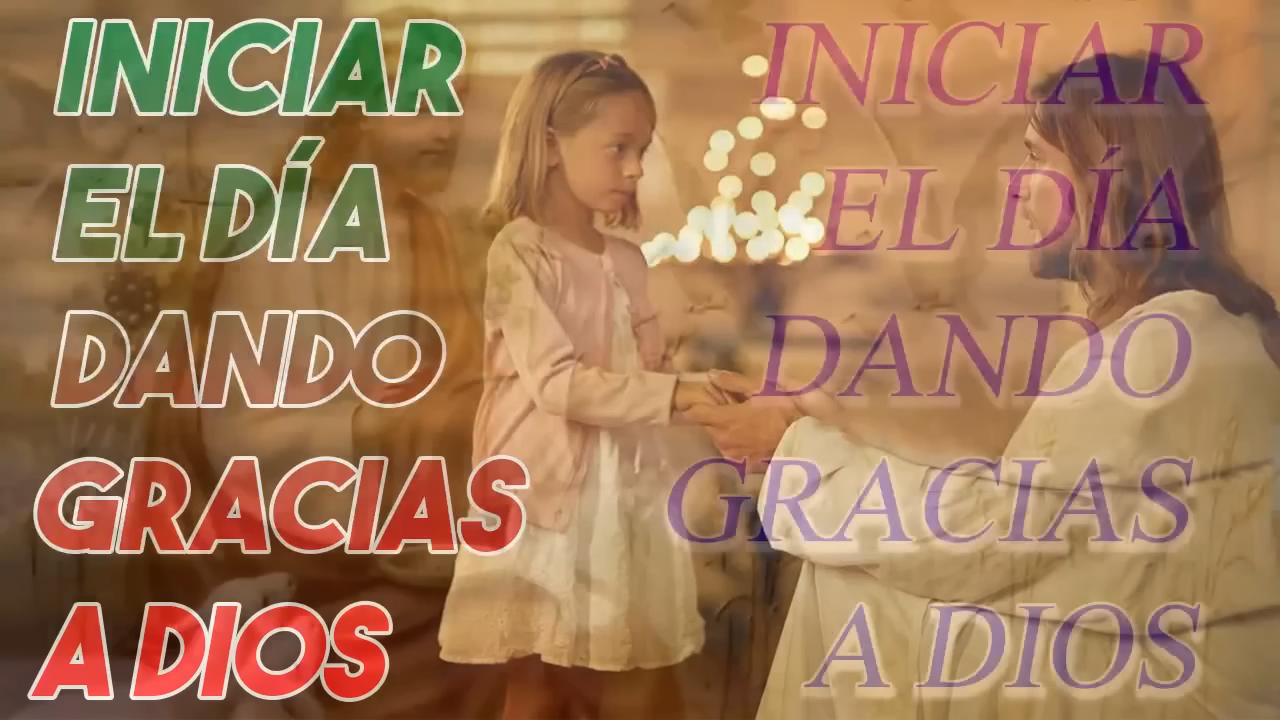 INICIAR
EL DÍA
DANDO
GRACIAS
A DIOS
INICIAR
EL DÍA
DANDO
GRACIAS
A DIOS